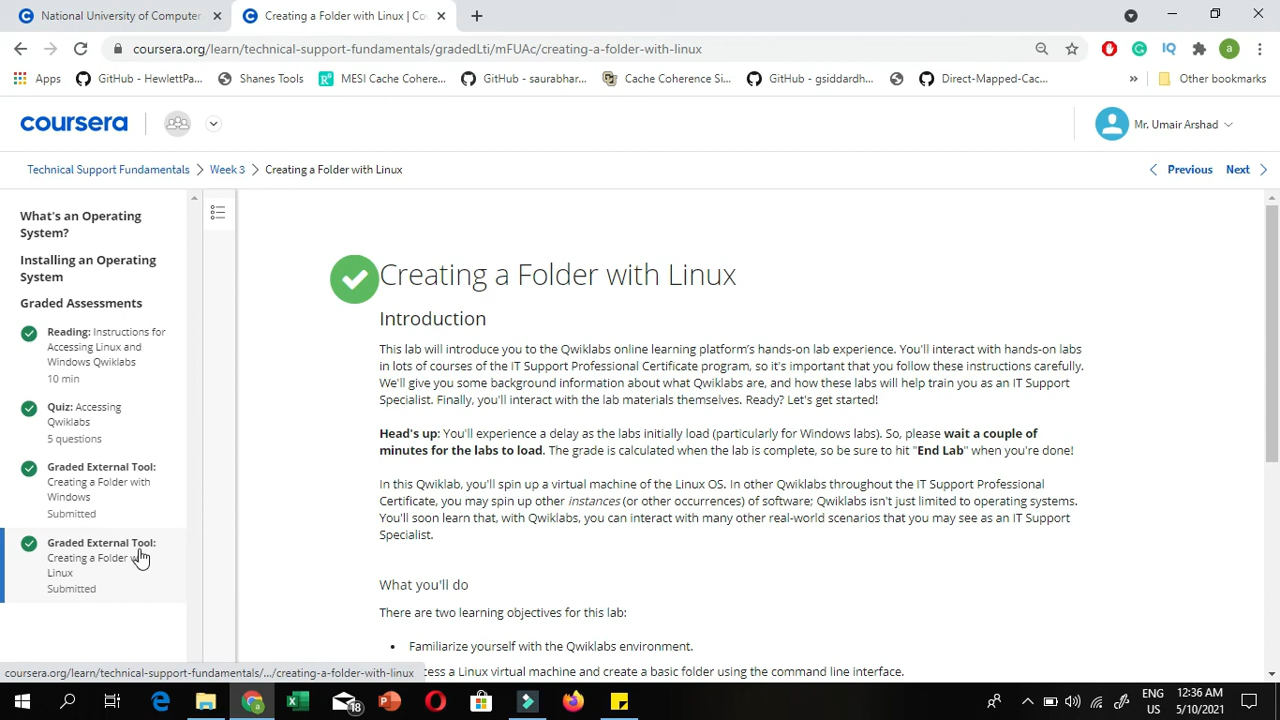 National University of Computer
Creating a Folder with Linux | Co
coursera.org/learn/technical-support-fundamentals/gradedLti/mFUAc/creating-a-folder-with-linux
IQ
a
Apps
GitHub - HewlettPa...
Shanes Tools
MESI Cache Cohere...
GitHub - saurabhar...
Cache Coherence Si...
GitHub - gsiddardh...
Direct-Mapped-Cac...
»
Other bookmarks
coursera
Mr. Umair Arshad
Technical Support Fundamentals > Week 3 > Creating a Folder with Linux
Previous
Next
What's an Operating
System?
Installing an Operating
System
Graded Assessments
Reading: Instructions for
Accessing Linux and
Windows Qwiklabs
10 min
Quiz: Accessing
Qwiklabs
5 questions
Graded External Tool:
Creating a Folder with
Windows
Submitted
Graded External Tool:
Creating a Folder
Linux
Submitted
Creating a Folder with Linux
Introduction
This lab will introduce you to the Qwiklabs online learning platform's hands-on lab experience. You'll interact with hands-on labs
in lots of courses of the IT Support Professional Certificate program, so it's important that you follow these instructions carefully.
We'll give you some background information about what Qwiklabs are, and how these labs will help train you as an IT Support
Specialist. Finally, you'll interact with the lab materials themselves. Ready? Let's get started!
Head's up: You'll experience a delay as the labs initially load (particularly for Windows labs). So, please wait a couple of
minutes for the labs to load. The grade is calculated when the lab is complete, so be sure to hit "End Lab" when you're done!
In this Qwiklab, you'll spin up a virtual machine of the Linux OS. In other Qwiklabs throughout the IT Support Professional
Certificate, you may spin up other instances (or other occurrences) of software; Qwiklabs isn't just limited to operating systems.
You'll soon learn that, with Qwiklabs, you can interact with many other real-world scenarios that you may see as an IT Support
Specialist.
What you'll do
There are two learning objectives for this lab:
• Familiarize yourself with the Qwiklabs environment.
cess a Linux virtual machine and create a basic folder using the command line interface.
coursera.org/learn/technical-support-fundamentals/.../creating-a-folder-with-linux
18
ENG
US
12:36 AM
5/10/2021